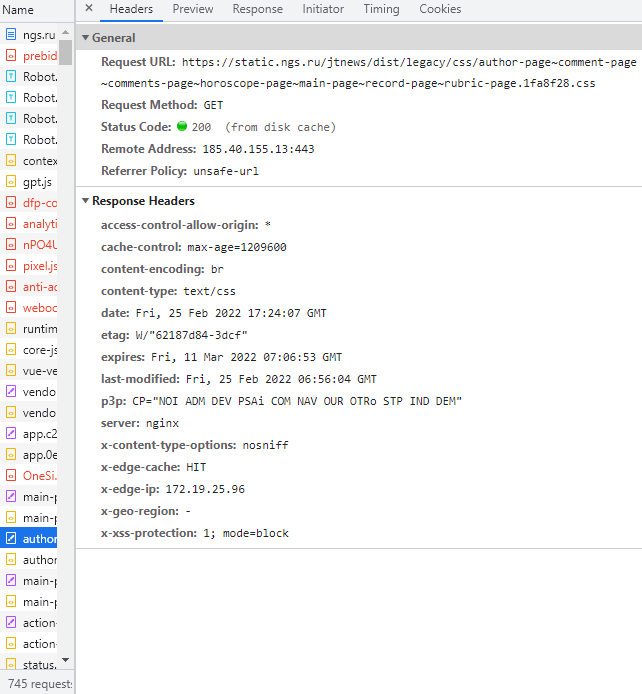 Name
Headers Preview Response Initiator Timing Cookies
ngs.ru
prebid
Robot.
Robot.
Robot.
Robot.
contex
gpt.js
dfp-co
analyti
nPO4U
pixel.js
anti-ad
weboc
runtim
core-js
vue-ve
vendo
vendo
app.c2
app.0e
OneSi.
main-p
main-p
author
author
main-p
main-p
action-
action-
status.
745 requests
General
Request URL: https://static.ngs.ru/jtnews/dist/legacy/css/author-page~comment-page
~comments-page~horoscope-page~main-page~record-page~rubric-page.1fa8f28.css
Request Method: GET
Status Code: 200 (from disk cache)
Remote Address: 185.40.155.13:443
Referrer Policy: unsafe-url
Response Headers
access-control-allow-origin: *
cache-control: max-age=1209600
content-encoding: br
content-type: text/css
date: Fri, 25 Feb 2022 17:24:07 GMT
etag: W/"62187d84-3dcf"
expires: Fri, 11 Mar 2022 07:06:53 GMT
last-modified: Fri, 25 Feb 2022 06:56:04 GMT
p3p: CP="NOI ADM DEV PSAi COM NAV OUR OTRo STP IND DEM"
server: nginx
x-content-type-options: nosniff
x-edge-cache: HIT
x-edge-ip: 172.19.25.96
x-geo-region: -
x-xss-protection: 1; mode=block